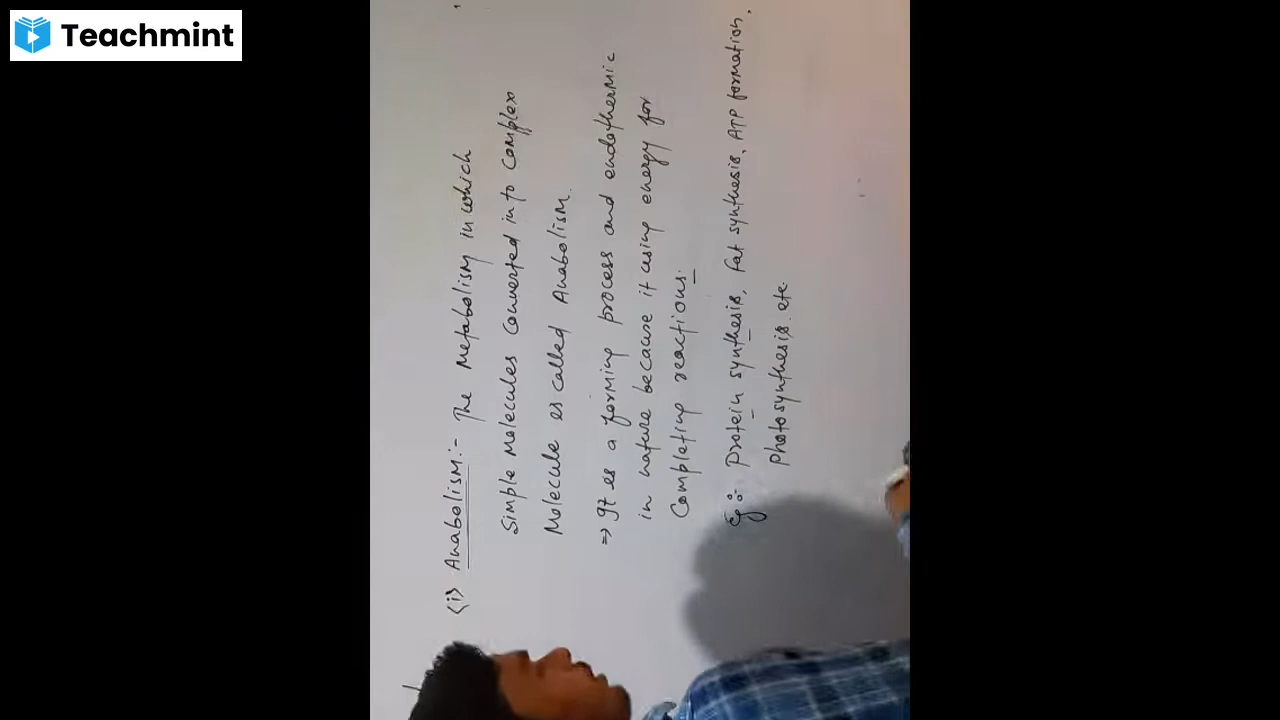 Teachmint
(i) Anabolism:- The Metabolism in which
Simple Molecules Converted in to Complex
Molecule is called Anabolism.
⇒ It is a forming process and endothermic
in nature because it using energy for
Completing reactions.
Eg: Protein synthesis, Fat synthesis, ATP formation,
Photosynthesis. etc